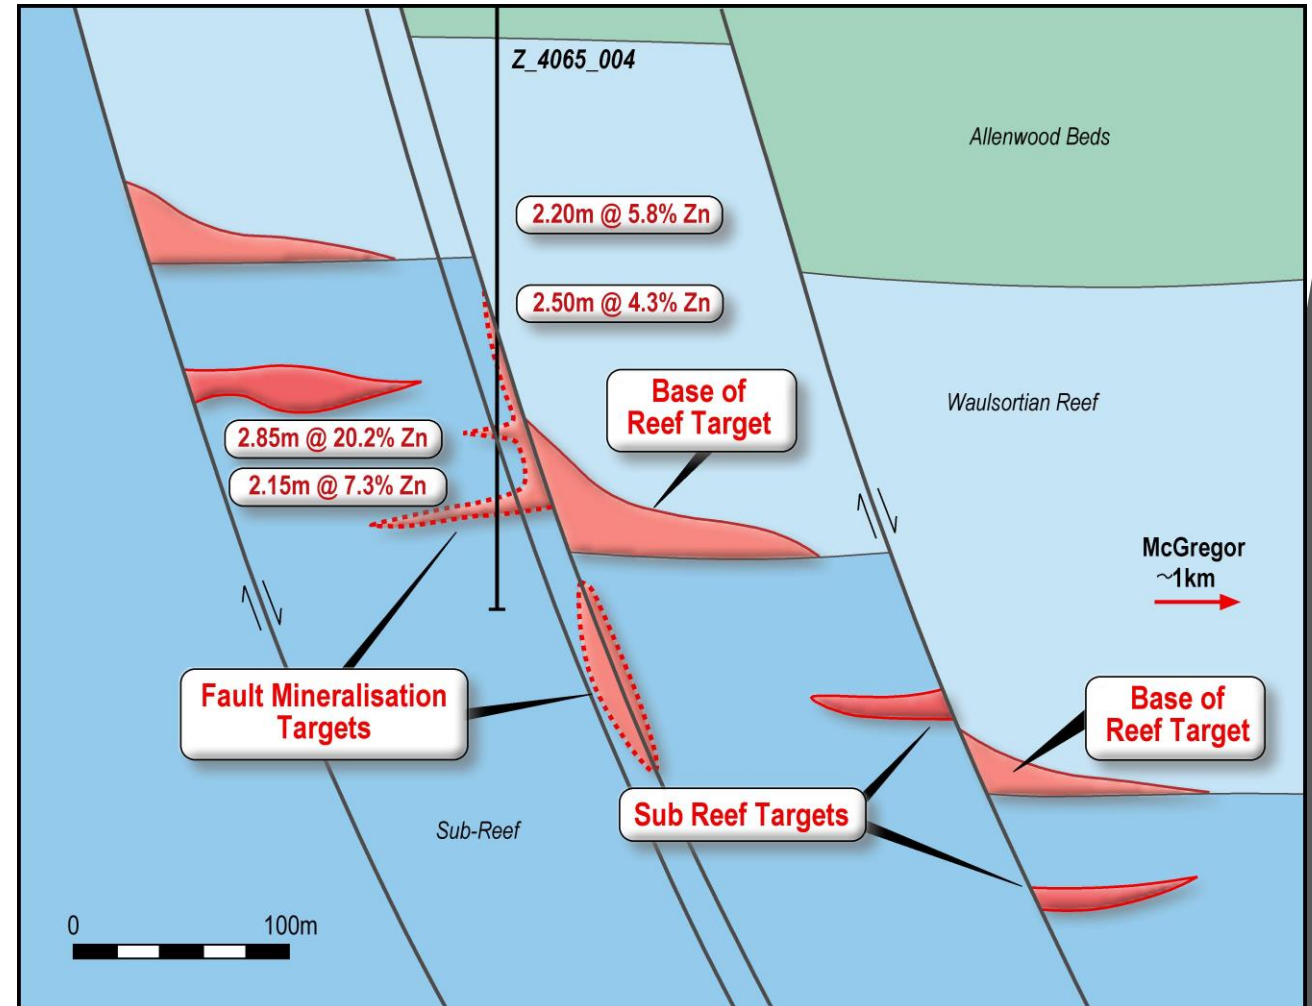 Z_4065_004
Allenwood Beds
2.20m @ 5.8% Zn
2.50m @ 4.3% Zn
Base of
Reef Target
Waulsortian Reef
2.85m @ 20.2% Zn
2.15m @ 7.3% Zn
McGregor
~1km
Fault Mineralisation
Targets
Base of
Reef Target
Sub Reef Targets
Sub-Reef
0 100m